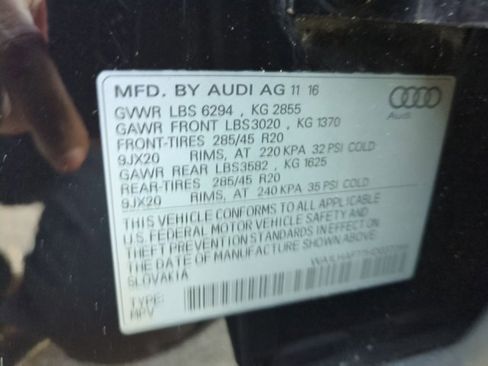 MFD. BY AUDI AG 11 16
GVWR LBS 6294 , KG 2855
GAWR FRONT LBS3020 , KG 1370
FRONT-TIRES 285/45 R20
9JX20 RIMS, AT 220 KPA 32 PSI COLD
GAWR REAR LBS3582 , KG 1625
REAR-TIRES 285/45 R20
9JX20 RIMS, AT 240 KPA 35 PSI COLD
THIS VEHICLE CONFORMS TO ALL APPLICABLE
U.S. FEDERAL MOTOR VEHICLE SAFETY AND
THEFT PREVENTION STANDARDS IN EFFECT ON
THE DATE OF MANUFACTURE SHOWN ABOVE.
SLOVAKIA
TYPE:
MPV
Audi